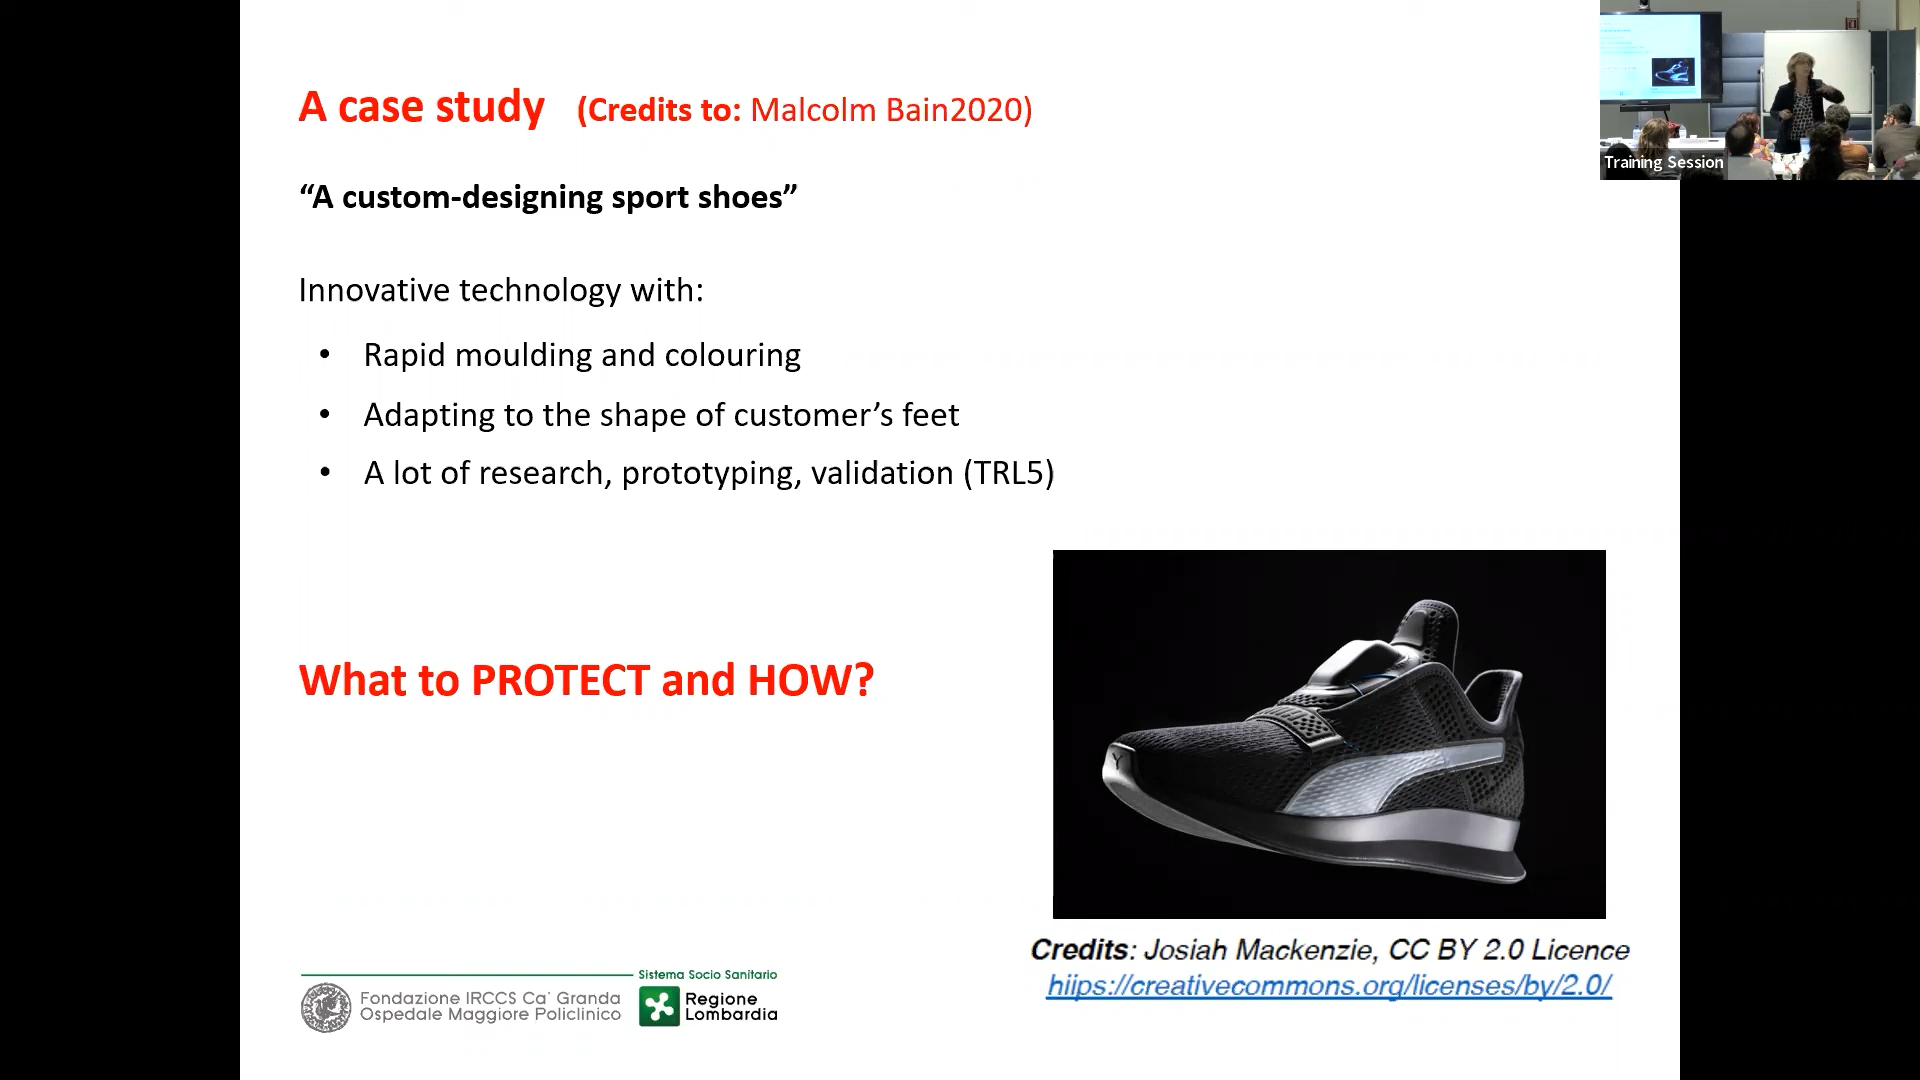 A case study (Credits to: Malcolm Bain2020)
Training Session
“A custom-designing sport shoes”
Innovative technology with:
• Rapid moulding and colouring
• Adapting to the shape of customer’s feet
• A lot of research, prototyping, validation (TRL5)
What to PROTECT and HOW?
Credits: Josiah Mackenzie, CC BY 2.0 Licence
hiips://creativecommons.org/licenses/by/2.0/
Sistema Socio Sanitario
Fondazione IRCCS Ca' Granda
Ospedale Maggiore Policlinico
Regione
Lombardia